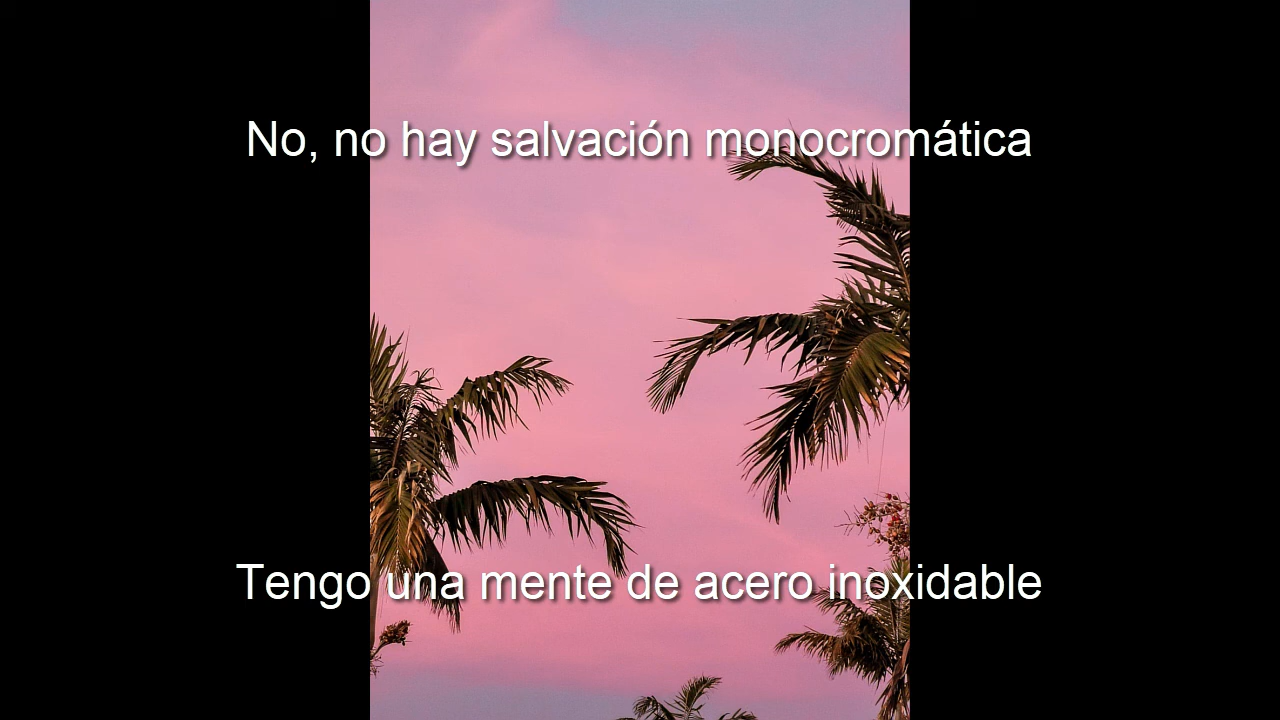 No, no hay salvación monocromática
Tengo una mente de acero inoxidable